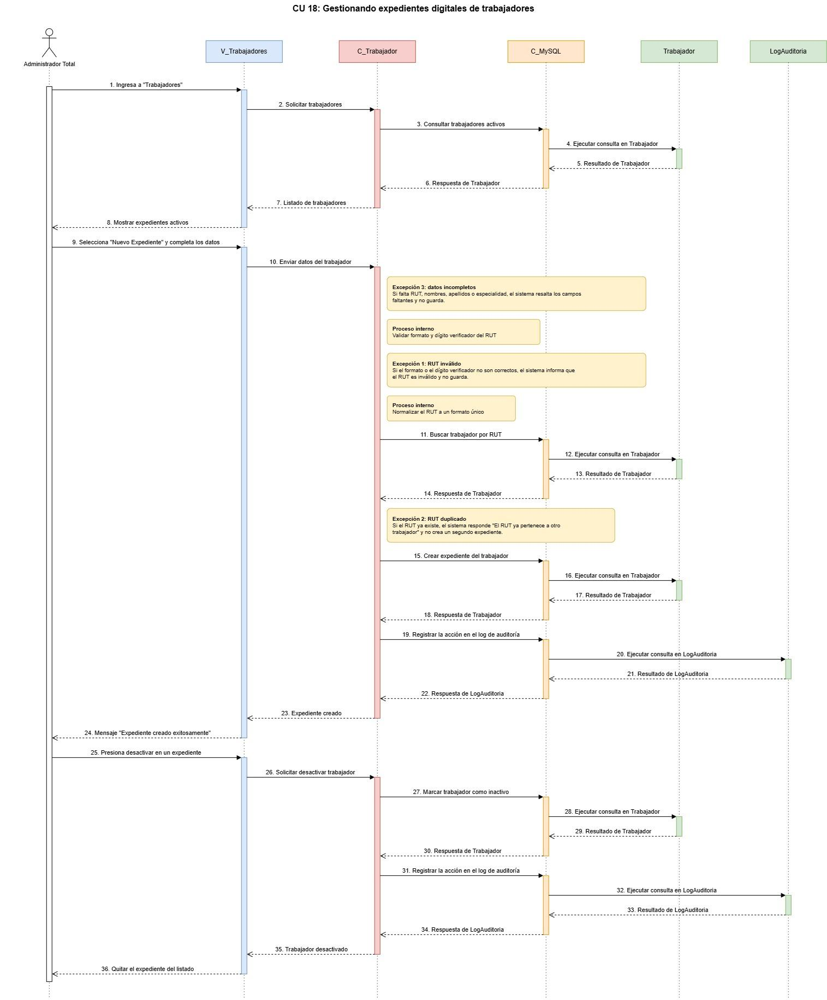 CU 18: Gestionando expedientes digitales de trabajadores
Administrador Total
V_Trabajadores
C_Trabajador
C_MySQL
Trabajador
LogAuditoria
1. Ingresa a "Trabajadores"
2. Solicitar trabajadores
3. Consultar trabajadores activos
4. Ejecutar consulta en Trabajador
5. Resultado de Trabajador
6. Respuesta de Trabajador
7. Listado de trabajadores
8. Mostrar expedientes activos
9. Selecciona "Nuevo Expediente" y completa los datos
10. Enviar datos del trabajador
Excepción 3: datos incompletos
Si falta RUT, nombres, apellidos o especialidad, el sistema resalta los campos
faltantes y no guarda.
Proceso interno
Validar formato y dígito verificador del RUT
Excepción 1: RUT inválido
Si el formato o el dígito verificador no son correctos, el sistema informa que
el RUT es inválido y no guarda.
Proceso interno
Normalizar el RUT a un formato único
11. Buscar trabajador por RUT
12. Ejecutar consulta en Trabajador
13. Resultado de Trabajador
14. Respuesta de Trabajador
Excepción 2: RUT duplicado
Si el RUT ya existe, el sistema responde "El RUT ya pertenece a otro
trabajador" y no crea un segundo expediente.
15. Crear expediente del trabajador
16. Ejecutar consulta en Trabajador
17. Resultado de Trabajador
18. Respuesta de Trabajador
19. Registrar la acción en el log de auditoría
20. Ejecutar consulta en LogAuditoria
21. Resultado de LogAuditoria
22. Respuesta de LogAuditoria
23. Expediente creado
24. Mensaje "Expediente creado exitosamente"
25. Presiona desactivar en un expediente
26. Solicitar desactivar trabajador
27. Marcar trabajador como inactivo
28. Ejecutar consulta en Trabajador
29. Resultado de Trabajador
30. Respuesta de Trabajador
31. Registrar la acción en el log de auditoría
32. Ejecutar consulta en LogAuditoria
33. Resultado de LogAuditoria
34. Respuesta de LogAuditoria
35. Trabajador desactivado
36. Quitar el expediente del listado